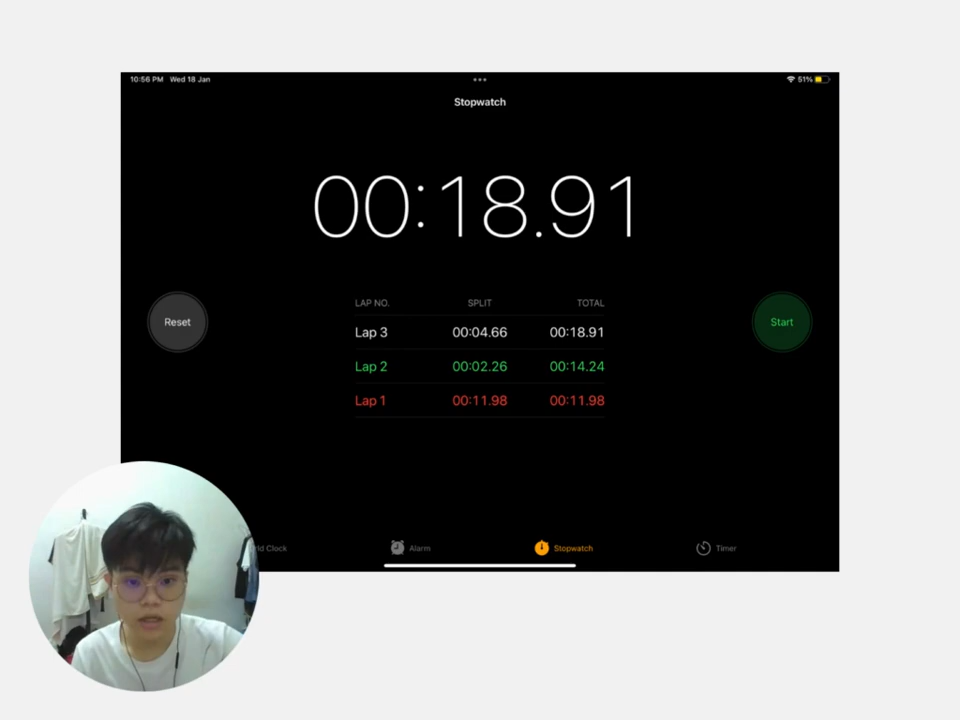 10:56 PM Wed 18 Jan 51%
Stopwatch
00:18.91
Reset
Start
LAP NO. SPLIT TOTAL
Lap 3 00:04.66 00:18.91
Lap 2 00:02.26 00:14.24
Lap 1 00:11.98 00:11.98
rld Clock Alarm Stopwatch Timer